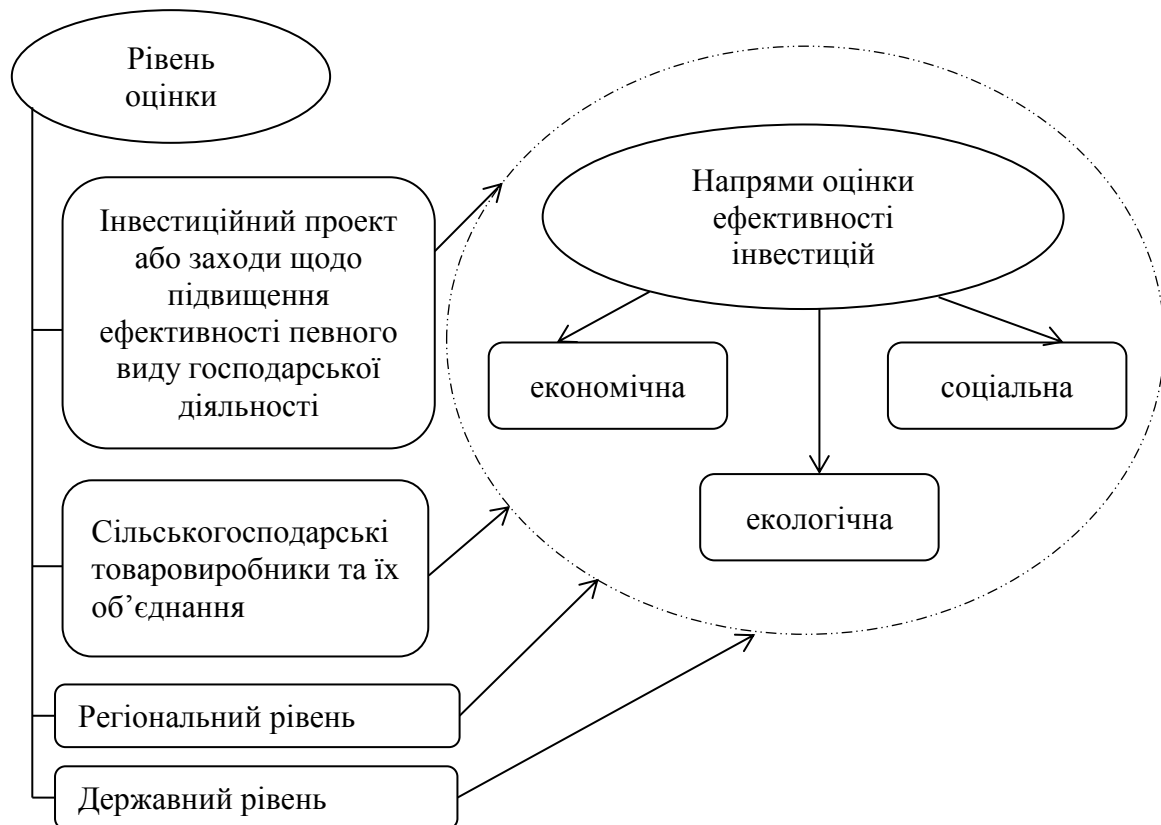 Рівень
оцінки
Інвестиційний проект
або заходи щодо
підвищення
ефективності певного
виду господарської
діяльності
Сільськогосподарські
товаровиробники та їх
об’єднання
Регіональний рівень
Державний рівень
Напрями оцінки
ефективності
інвестицій
економічна
соціальна
екологічна